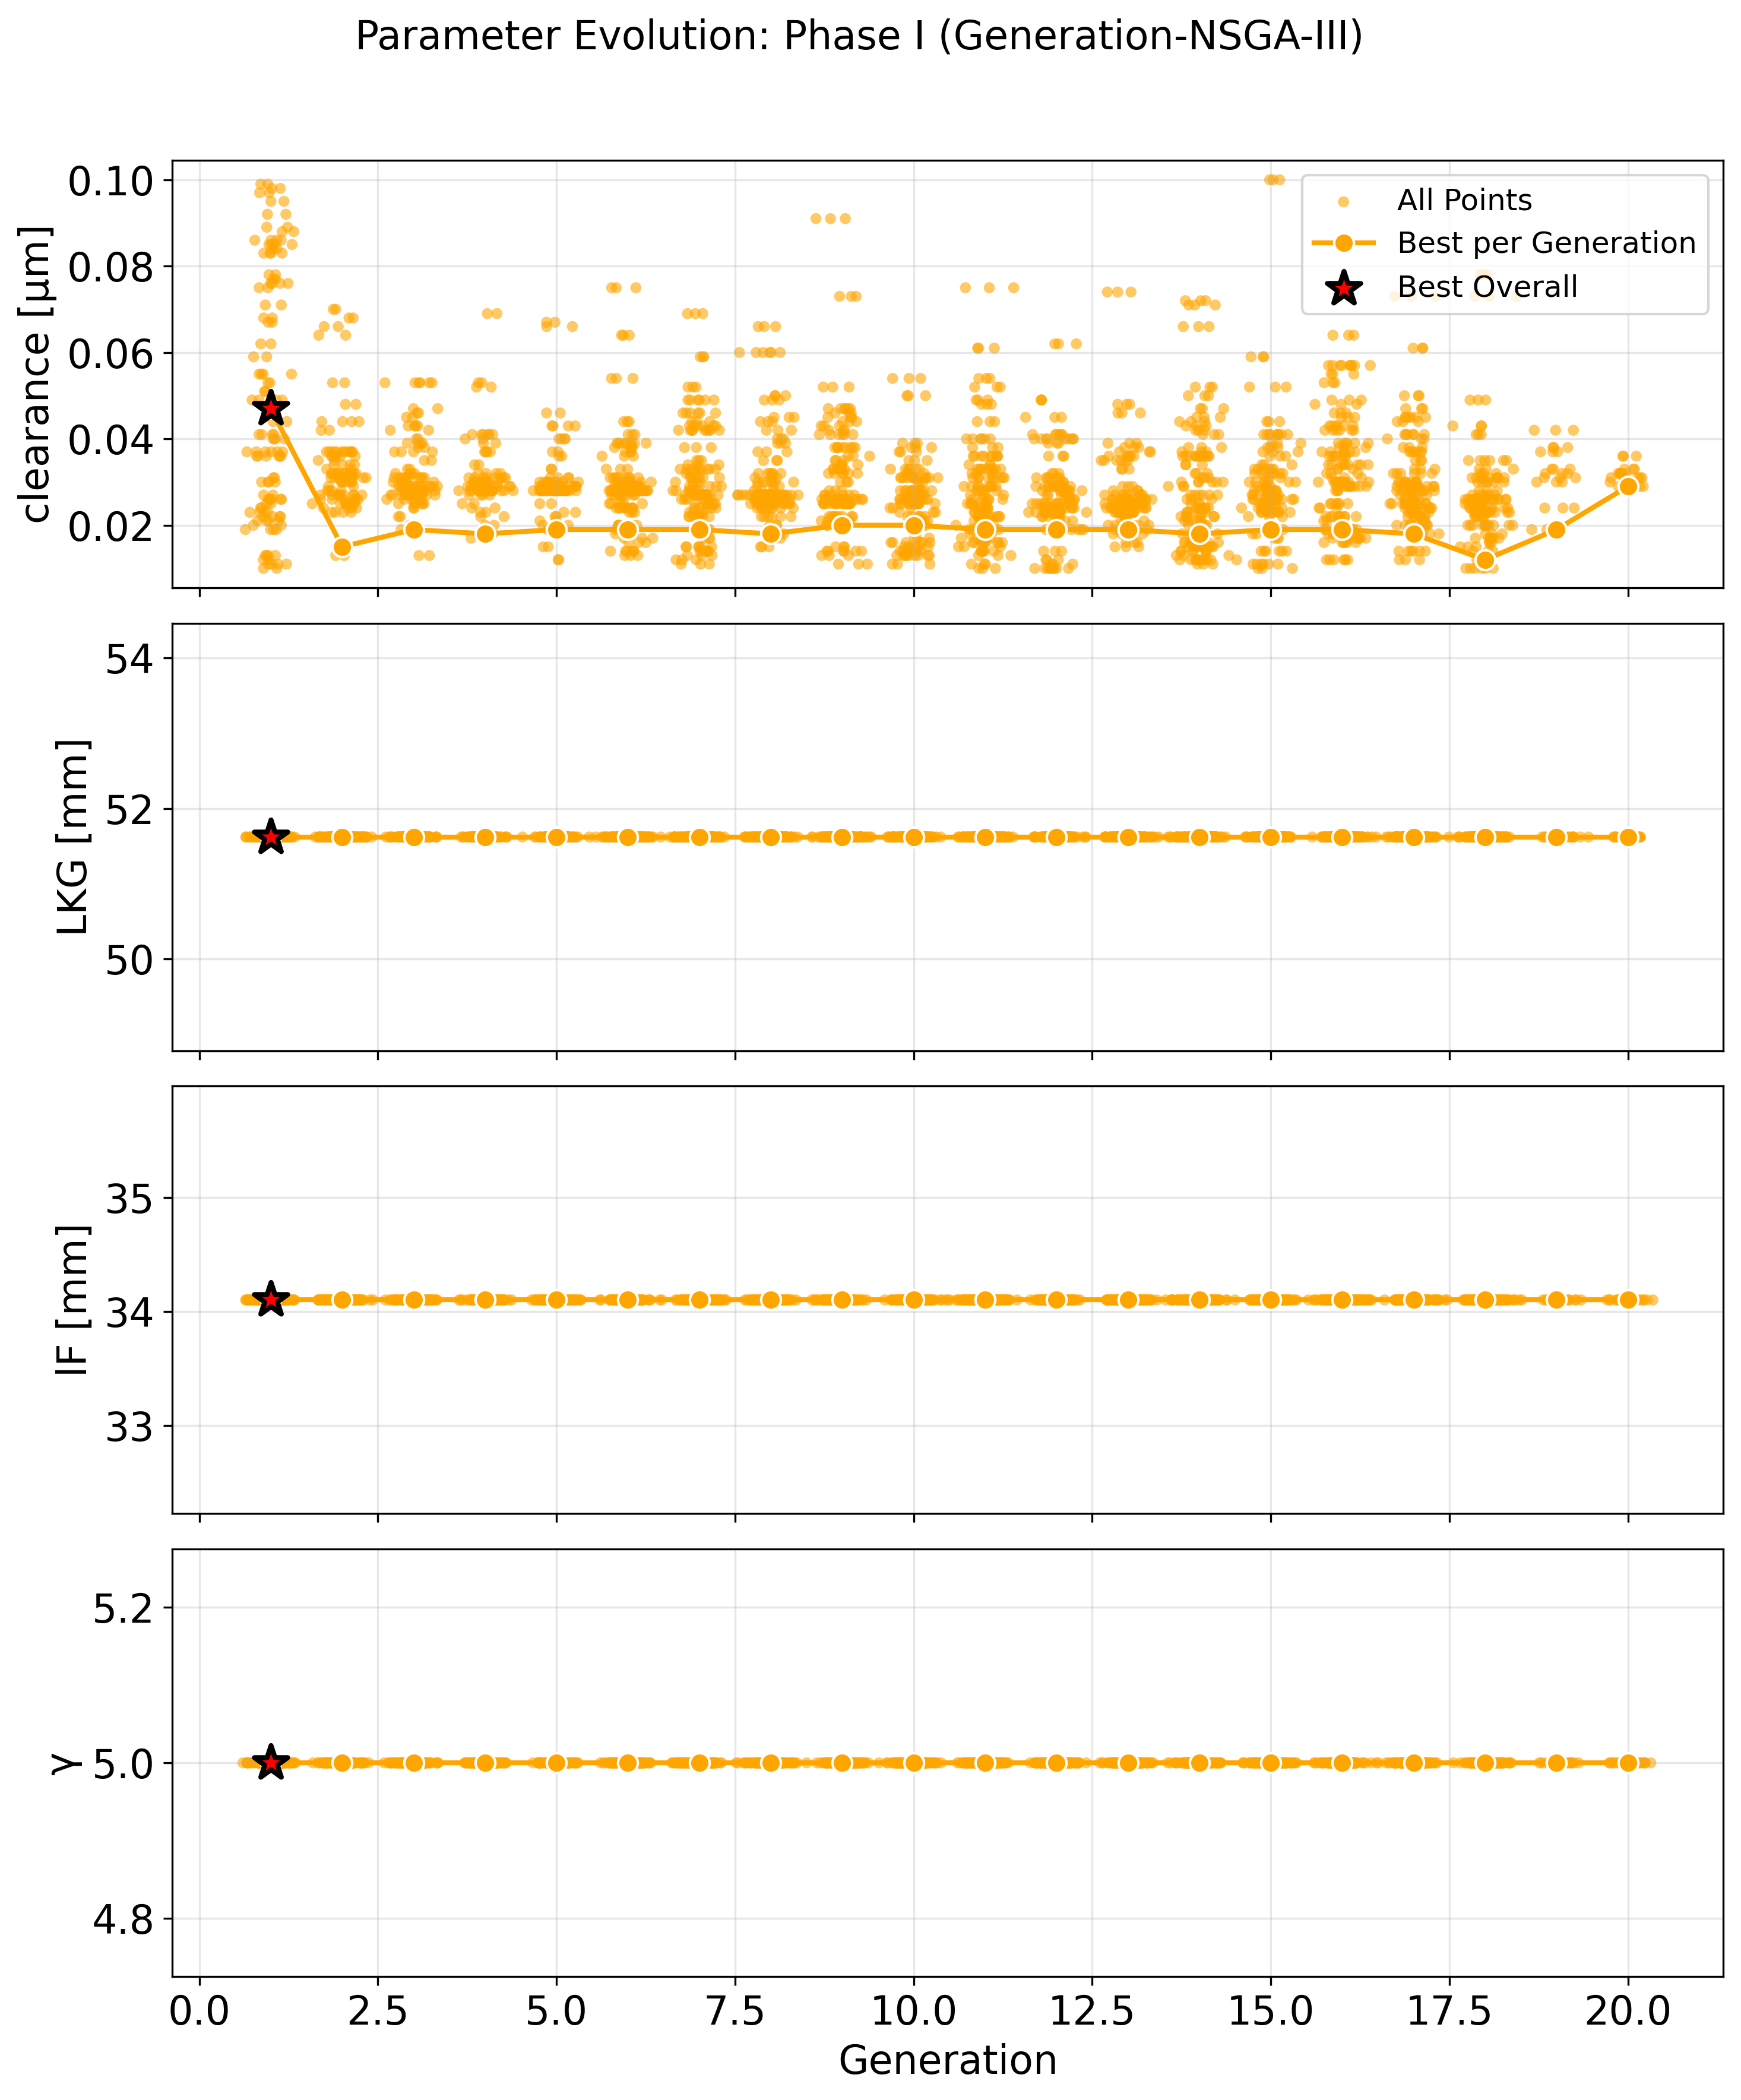 Parameter Evolution: Phase I (Generation-NSGA-III)
clearance [µm]
0.10
0.08
0.06
0.04
0.02
All Points
Best per Generation
Best Overall
LKG [mm]
54
52
50
lF [mm]
35
34
33
γ
5.2
5.0
4.8
0.0 2.5 5.0 7.5 10.0 12.5 15.0 17.5 20.0
Generation